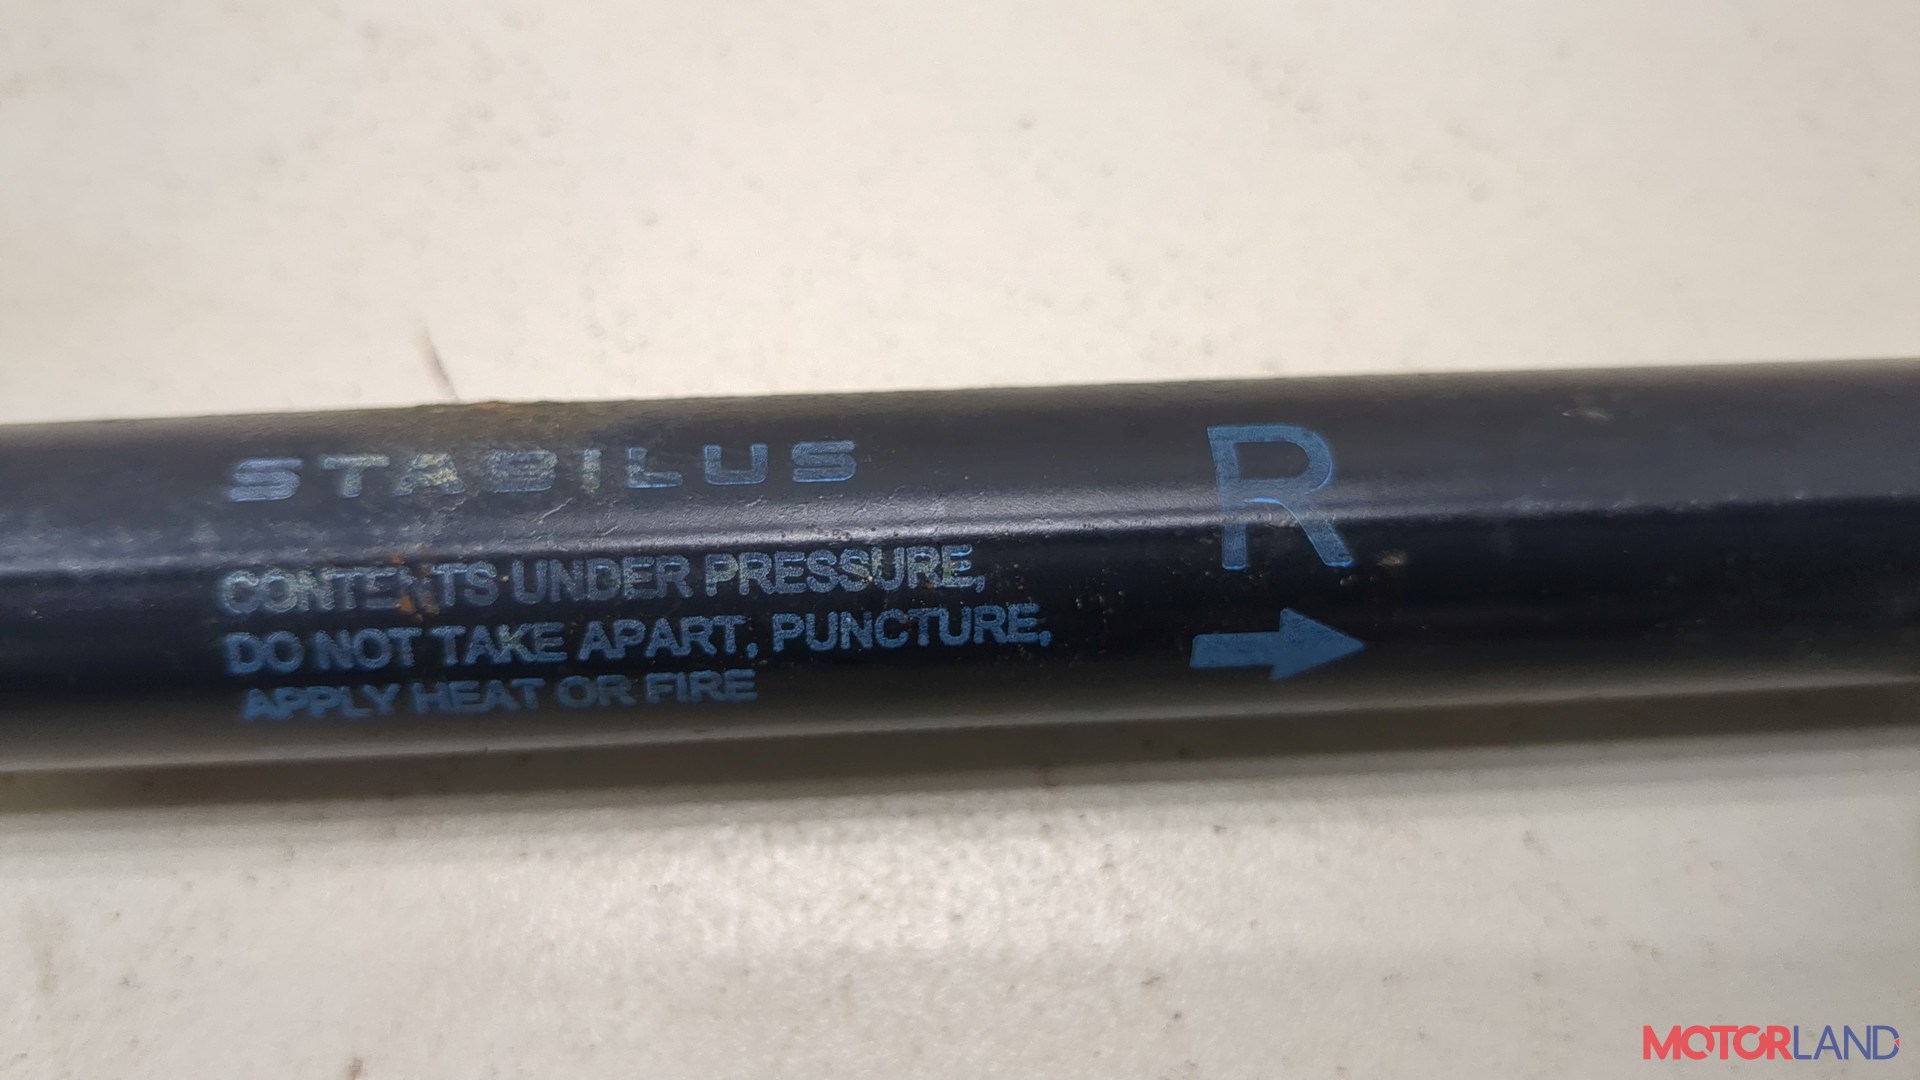 STABILUS
R
CONTENTS UNDER PRESSURE,
DO NOT TAKE APART, PUNCTURE,
APPLY HEAT OR FIRE
MOTORLAND